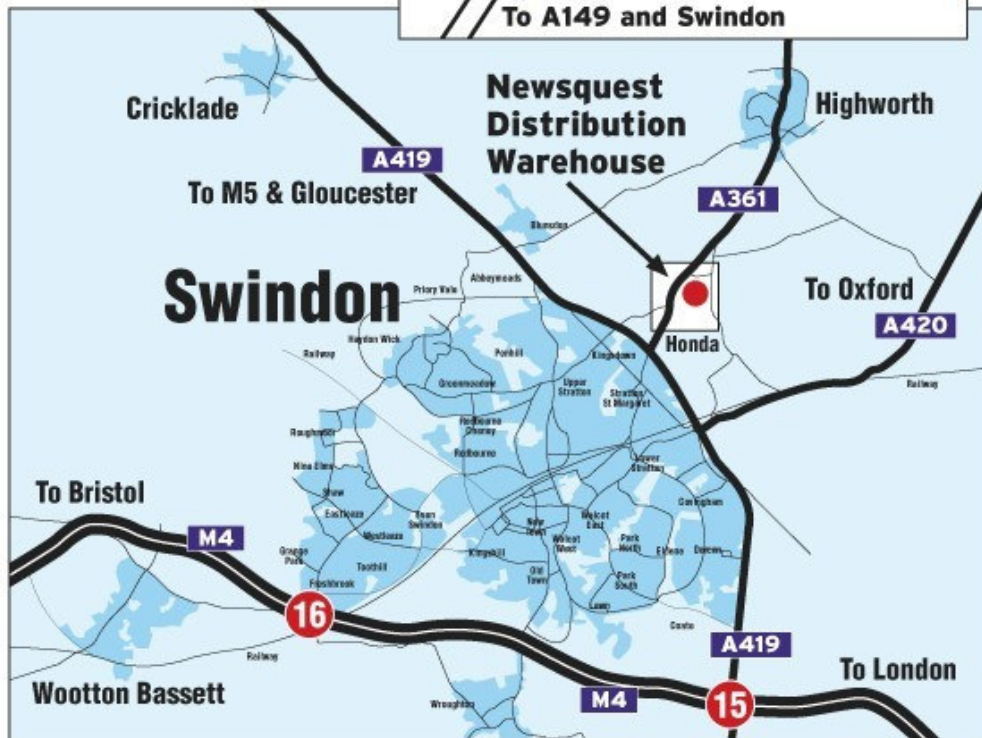 To A149 and Swindon
Cricklade
Newsquest
Distribution
Warehouse
Highworth
A419
To M5 & Gloucester
A361
Blunsdon
Abbeymeads
Priory Vale
Swindon
To Oxford
A420
Honda
Haydon Wick
Railway
Penhill
Kingsdown
Greenmeadow
Upper
Stratton
Stratton
St Margaret
Railway
Rodbourne
Cheney
Roughmoor
Rodbourne
Nine Elms
Lower
Stratton
To Bristol
Shaw
Eastleaze
Covingham
M4
Westleaze
Swindon
New
Town
Walcot
East
Walcot
West
Park
North
Eldene
Dorcan
Grange
Park
Toothill
Kingshill
Freshbrook
Old
Town
Park
South
Lawn
16
Coate
A419
Railway
To London
Wootton Bassett
Wroughton
M4
15